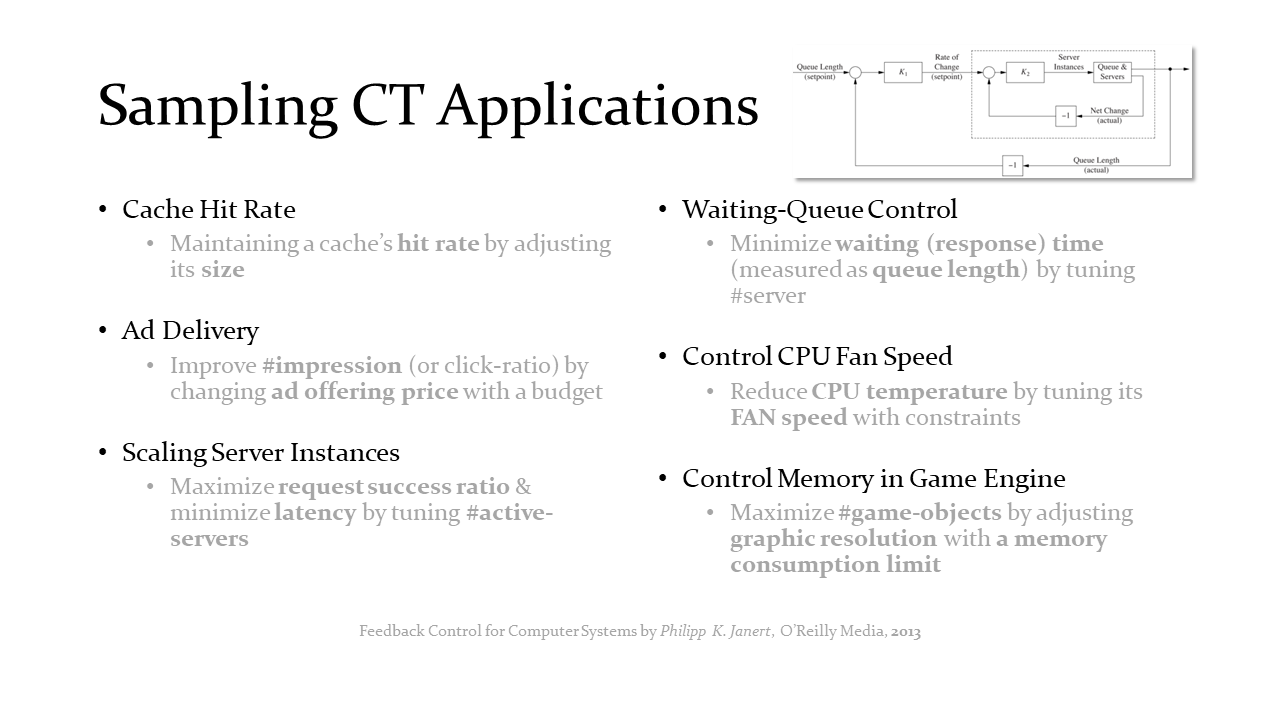 Sampling CT Applications
Queue Length
(setpoint)
K1
Rate of
Change
(setpoint)
K2
Server
Instances
Queue &
Servers
−1
Net Change
(actual)
−1
Queue Length
(actual)
• Cache Hit Rate
• Maintaining a cache’s hit rate by adjusting
its size
• Ad Delivery
• Improve #impression (or click-ratio) by
changing ad offering price with a budget
• Scaling Server Instances
• Maximize request success ratio &
minimize latency by tuning #active-
servers
• Waiting-Queue Control
• Minimize waiting (response) time
(measured as queue length) by tuning
#server
• Control CPU Fan Speed
• Reduce CPU temperature by tuning its
FAN speed with constraints
• Control Memory in Game Engine
• Maximize #game-objects by adjusting
graphic resolution with a memory
consumption limit
Feedback Control for Computer Systems by Philipp K. Janert, O’Reilly Media, 2013